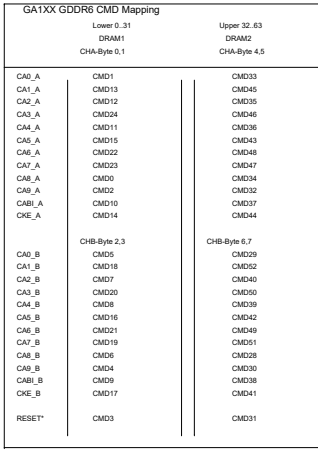 GA1XX GDDR6 CMD Mapping
Lower 0..31 Upper 32..63
DRAM1 DRAM2
CHA-Byte 0,1 CHA-Byte 4,5
CA0_A CMD1 CMD33
CA1_A CMD13 CMD45
CA2_A CMD12 CMD35
CA3_A CMD24 CMD46
CA4_A CMD11 CMD36
CA5_A CMD15 CMD43
CA6_A CMD22 CMD48
CA7_A CMD23 CMD47
CA8_A CMD0 CMD34
CA9_A CMD2 CMD32
CABI_A CMD10 CMD37
CKE_A CMD14 CMD44
CHB-Byte 2,3 CHB-Byte 6,7
CA0_B CMD5 CMD29
CA1_B CMD18 CMD52
CA2_B CMD7 CMD40
CA3_B CMD20 CMD50
CA4_B CMD8 CMD39
CA5_B CMD16 CMD42
CA6_B CMD21 CMD49
CA7_B CMD19 CMD51
CA8_B CMD6 CMD28
CA9_B CMD4 CMD30
CABI_B CMD9 CMD38
CKE_B CMD17 CMD41
RESET* CMD3 CMD31